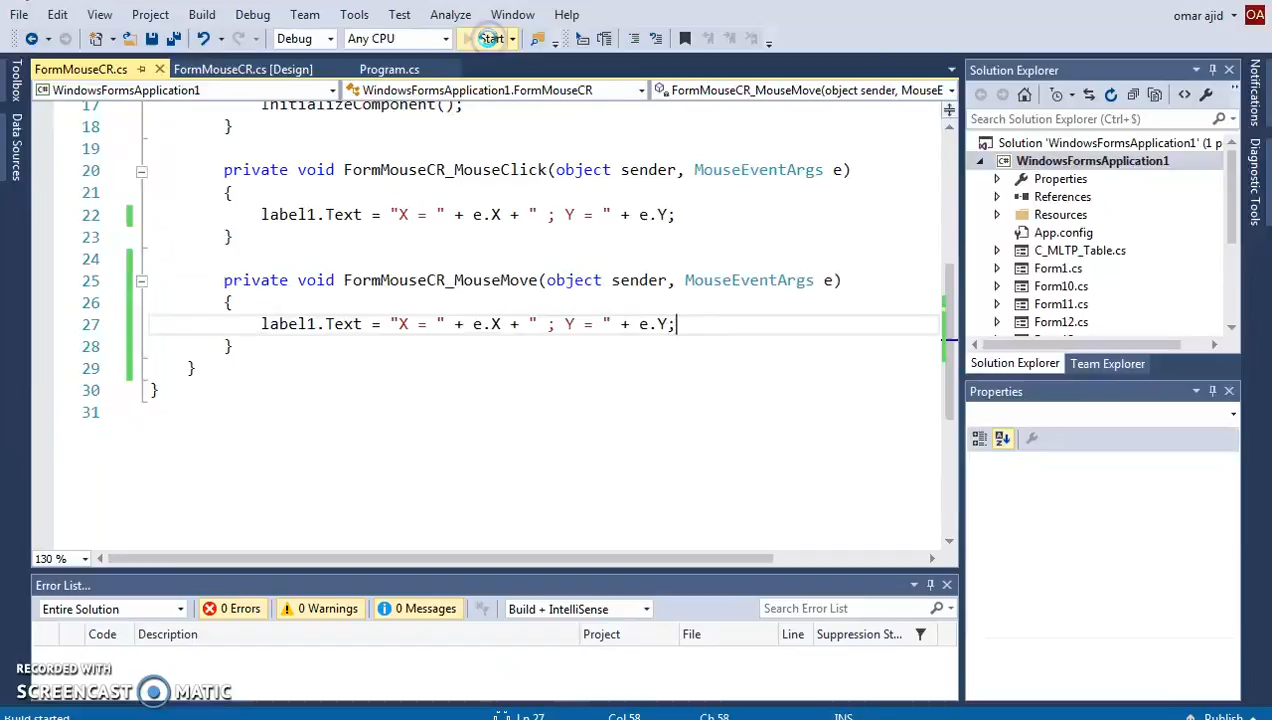 File Edit View Project Build Debug Team Tools Test Analyze Window Help omar ajid OA
Debug Any CPU Start
FormMouseCR.cs FormMouseCR.cs [Design] Program.cs
WindowsFormsApplication1 WindowsFormsApplication1.FormMouseCR FormMouseCR_MouseMove(object sender, MouseE
Toolbox
Data Sources
17 InitializeComponent();
18 }
19
20 private void FormMouseCR_MouseClick(object sender, MouseEventArgs e)
21 {
22 label1.Text = "X = " + e.X + " ; Y = " + e.Y;
23 }
24
25 private void FormMouseCR_MouseMove(object sender, MouseEventArgs e)
26 {
27 label1.Text = "X = " + e.X + " ; Y = " + e.Y;
28 }
29 }
30 }
31
130 %
Solution Explorer
Search Solution Explorer (Ctrl+$)
Solution 'WindowsFormsApplication1' (1 p
WindowsFormsApplication1
Properties
References
Resources
App.config
C_MLTP_Table.cs
Form1.cs
Form10.cs
Form11.cs
Form12.cs
Solution Explorer Team Explorer
Properties
Notifications
Diagnostic Tools
Error List...
Entire Solution 0 Errors 0 Warnings 0 Messages Build + IntelliSense Search Error List
Code Description Project File Line Suppression St...
RECORDED WITH
SCREENCAST MATIC
Build started... Ln 27 Col 58 Ch 58 INS Publish